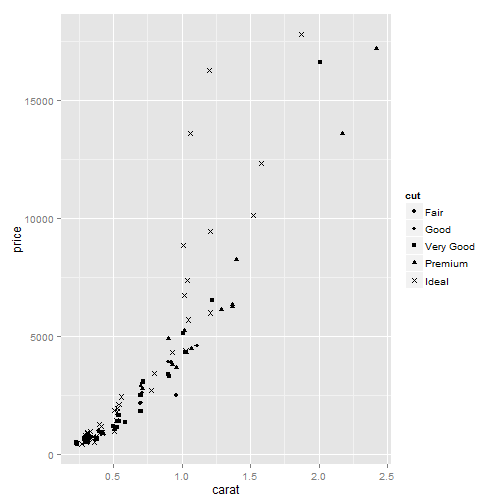 15000
10000
5000
0
price
0.5
1.0
1.5
2.0
2.5
carat
cut
Fair
Good
Very Good
Premium
Ideal